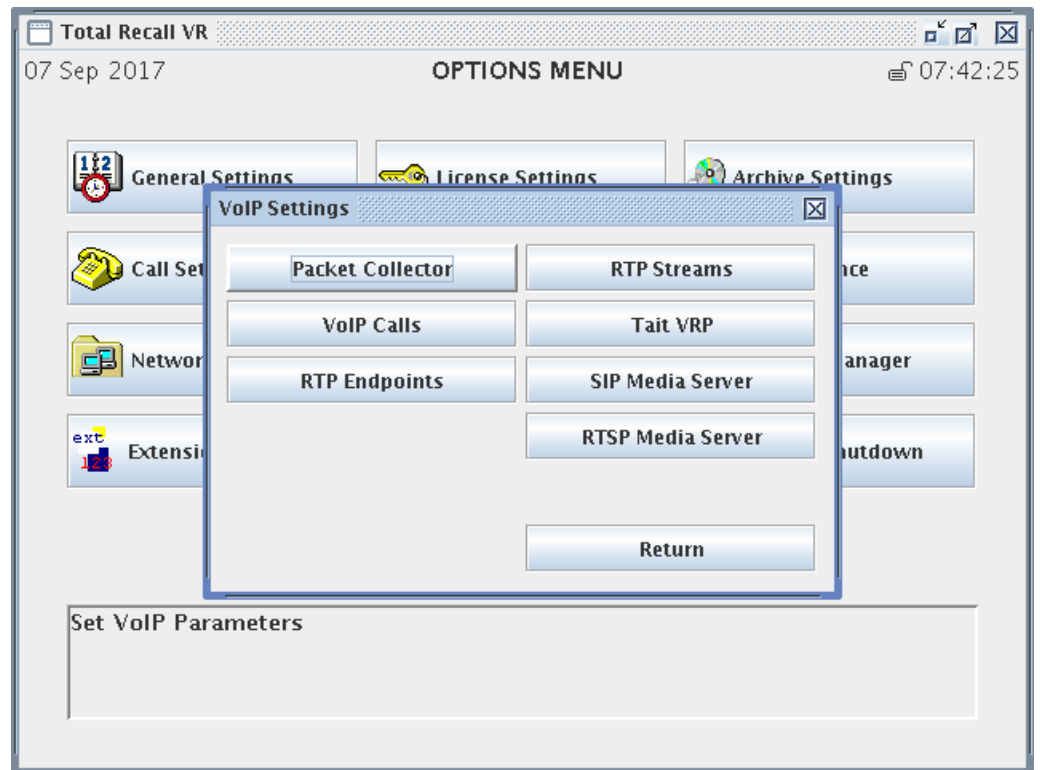 Total Recall VR
07 Sep 2017 OPTIONS MENU 07:42:25
General Settings License Settings Archive Settings
VoIP Settings
Call Set
Packet Collector RTP Streams
nce
VoIP Calls Tait VRP
Networ
RTP Endpoints SIP Media Server
anager
ext
123
Extensi
RTSP Media Server
utdown
Return
Set VoIP Parameters